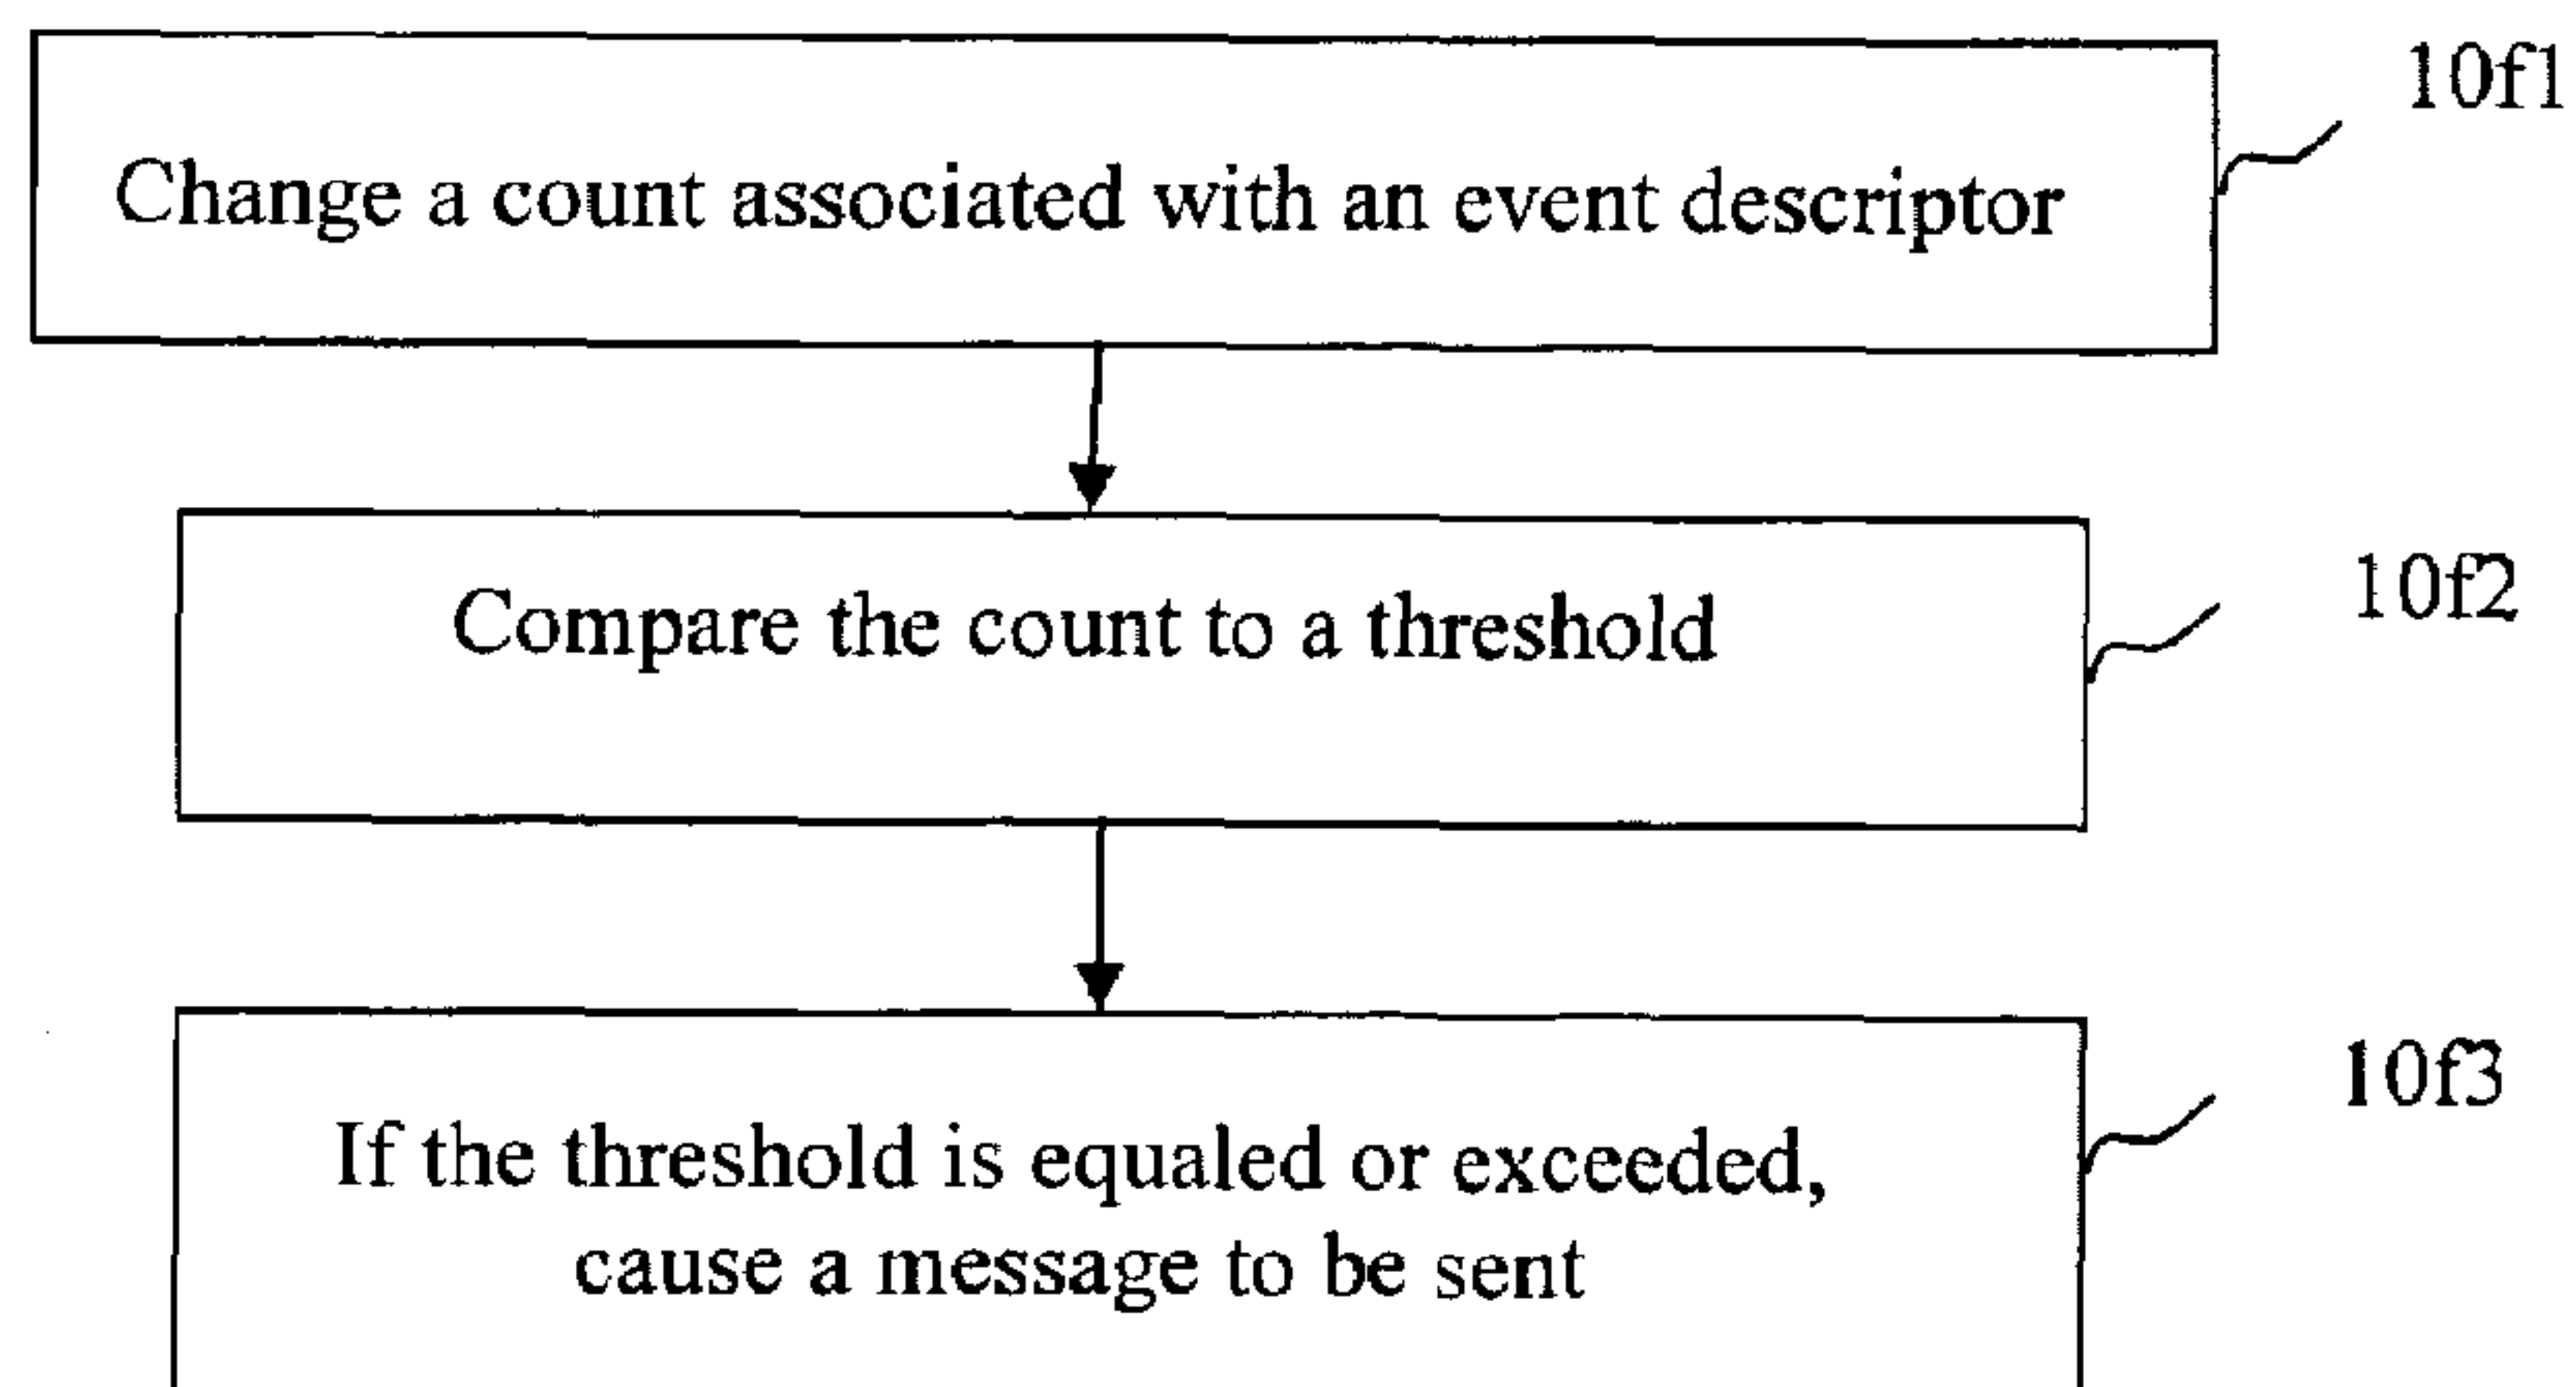 10f1
Change a count associated with an event descriptor
10f2
Compare the count to a threshold
10f3
If the threshold is equaled or exceeded,
cause a message to be sent